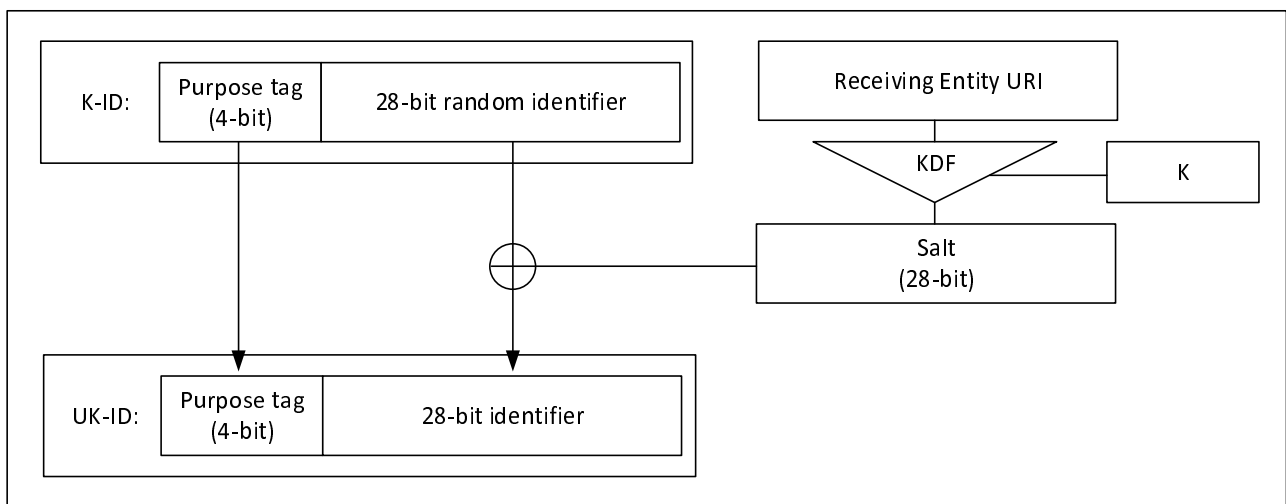 K-ID:
Purpose tag
(4-bit)
28-bit random identifier
Receiving Entity URI
KDF
K
Salt
(28-bit)
UK-ID:
Purpose tag
(4-bit)
28-bit identifier